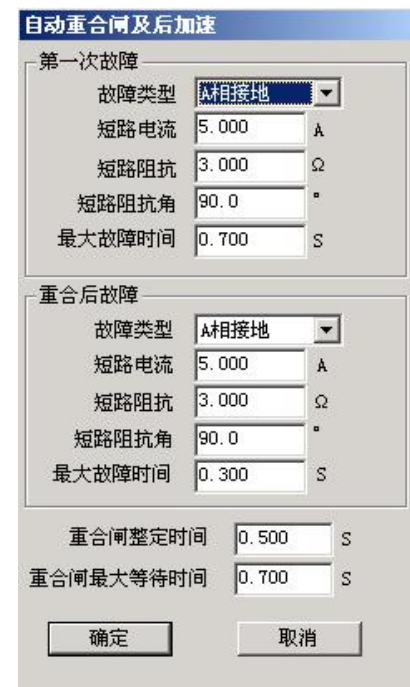 自动重合闸及后加速
第一次故障
故障类型 A相接地
短路电流 5.000 A
短路阻抗 3.000 Ω
短路阻抗角 90.0 °
最大故障时间 0.700 S
重合后故障
故障类型 A相接地
短路电流 5.000 A
短路阻抗 3.000 Ω
短路阻抗角 90.0 °
最大故障时间 0.300 S
重合闸整定时间 0.500 S
重合闸最大等待时间 0.700 S
确定 取消